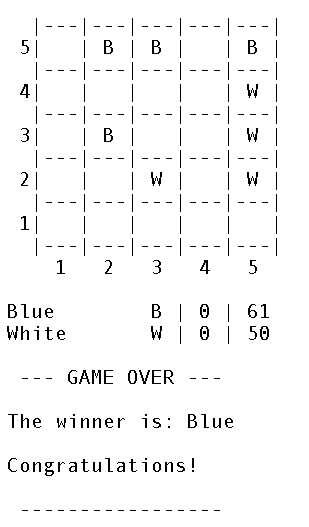 |---|---|---|---|---|
5|   | B | B |   | B |
 |---|---|---|---|---|
4|   |   |   |   | W |
 |---|---|---|---|---|
3|   | B |   |   | W |
 |---|---|---|---|---|
2|   |   | W |   | W |
 |---|---|---|---|---|
1|   |   |   |   |   |
 |---|---|---|---|---|
   1   2   3   4   5
Blue        B | 0 | 61
White       W | 0 | 50
--- GAME OVER ---
The winner is: Blue
Congratulations!
-----------------